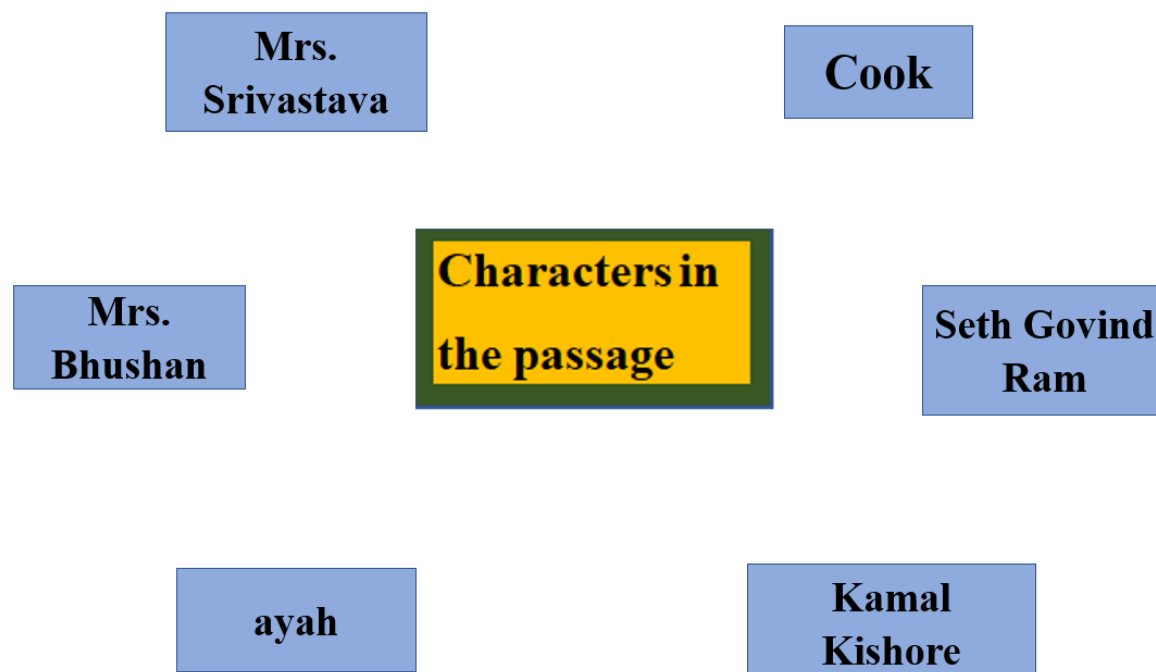 Mrs.
Srivastava
Cook
Characters in
the passage
Mrs.
Bhushan
Seth Govind
Ram
ayah
Kamal
Kishore